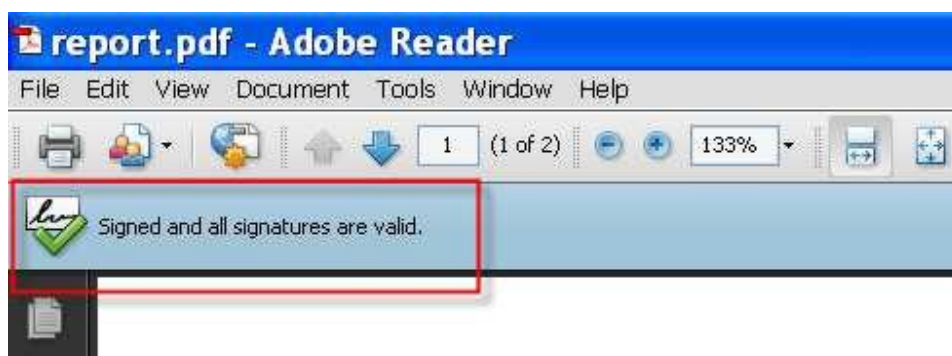 report.pdf - Adobe Reader
File Edit View Document Tools Window Help
1 (1 of 2) 133%
Signed and all signatures are valid.